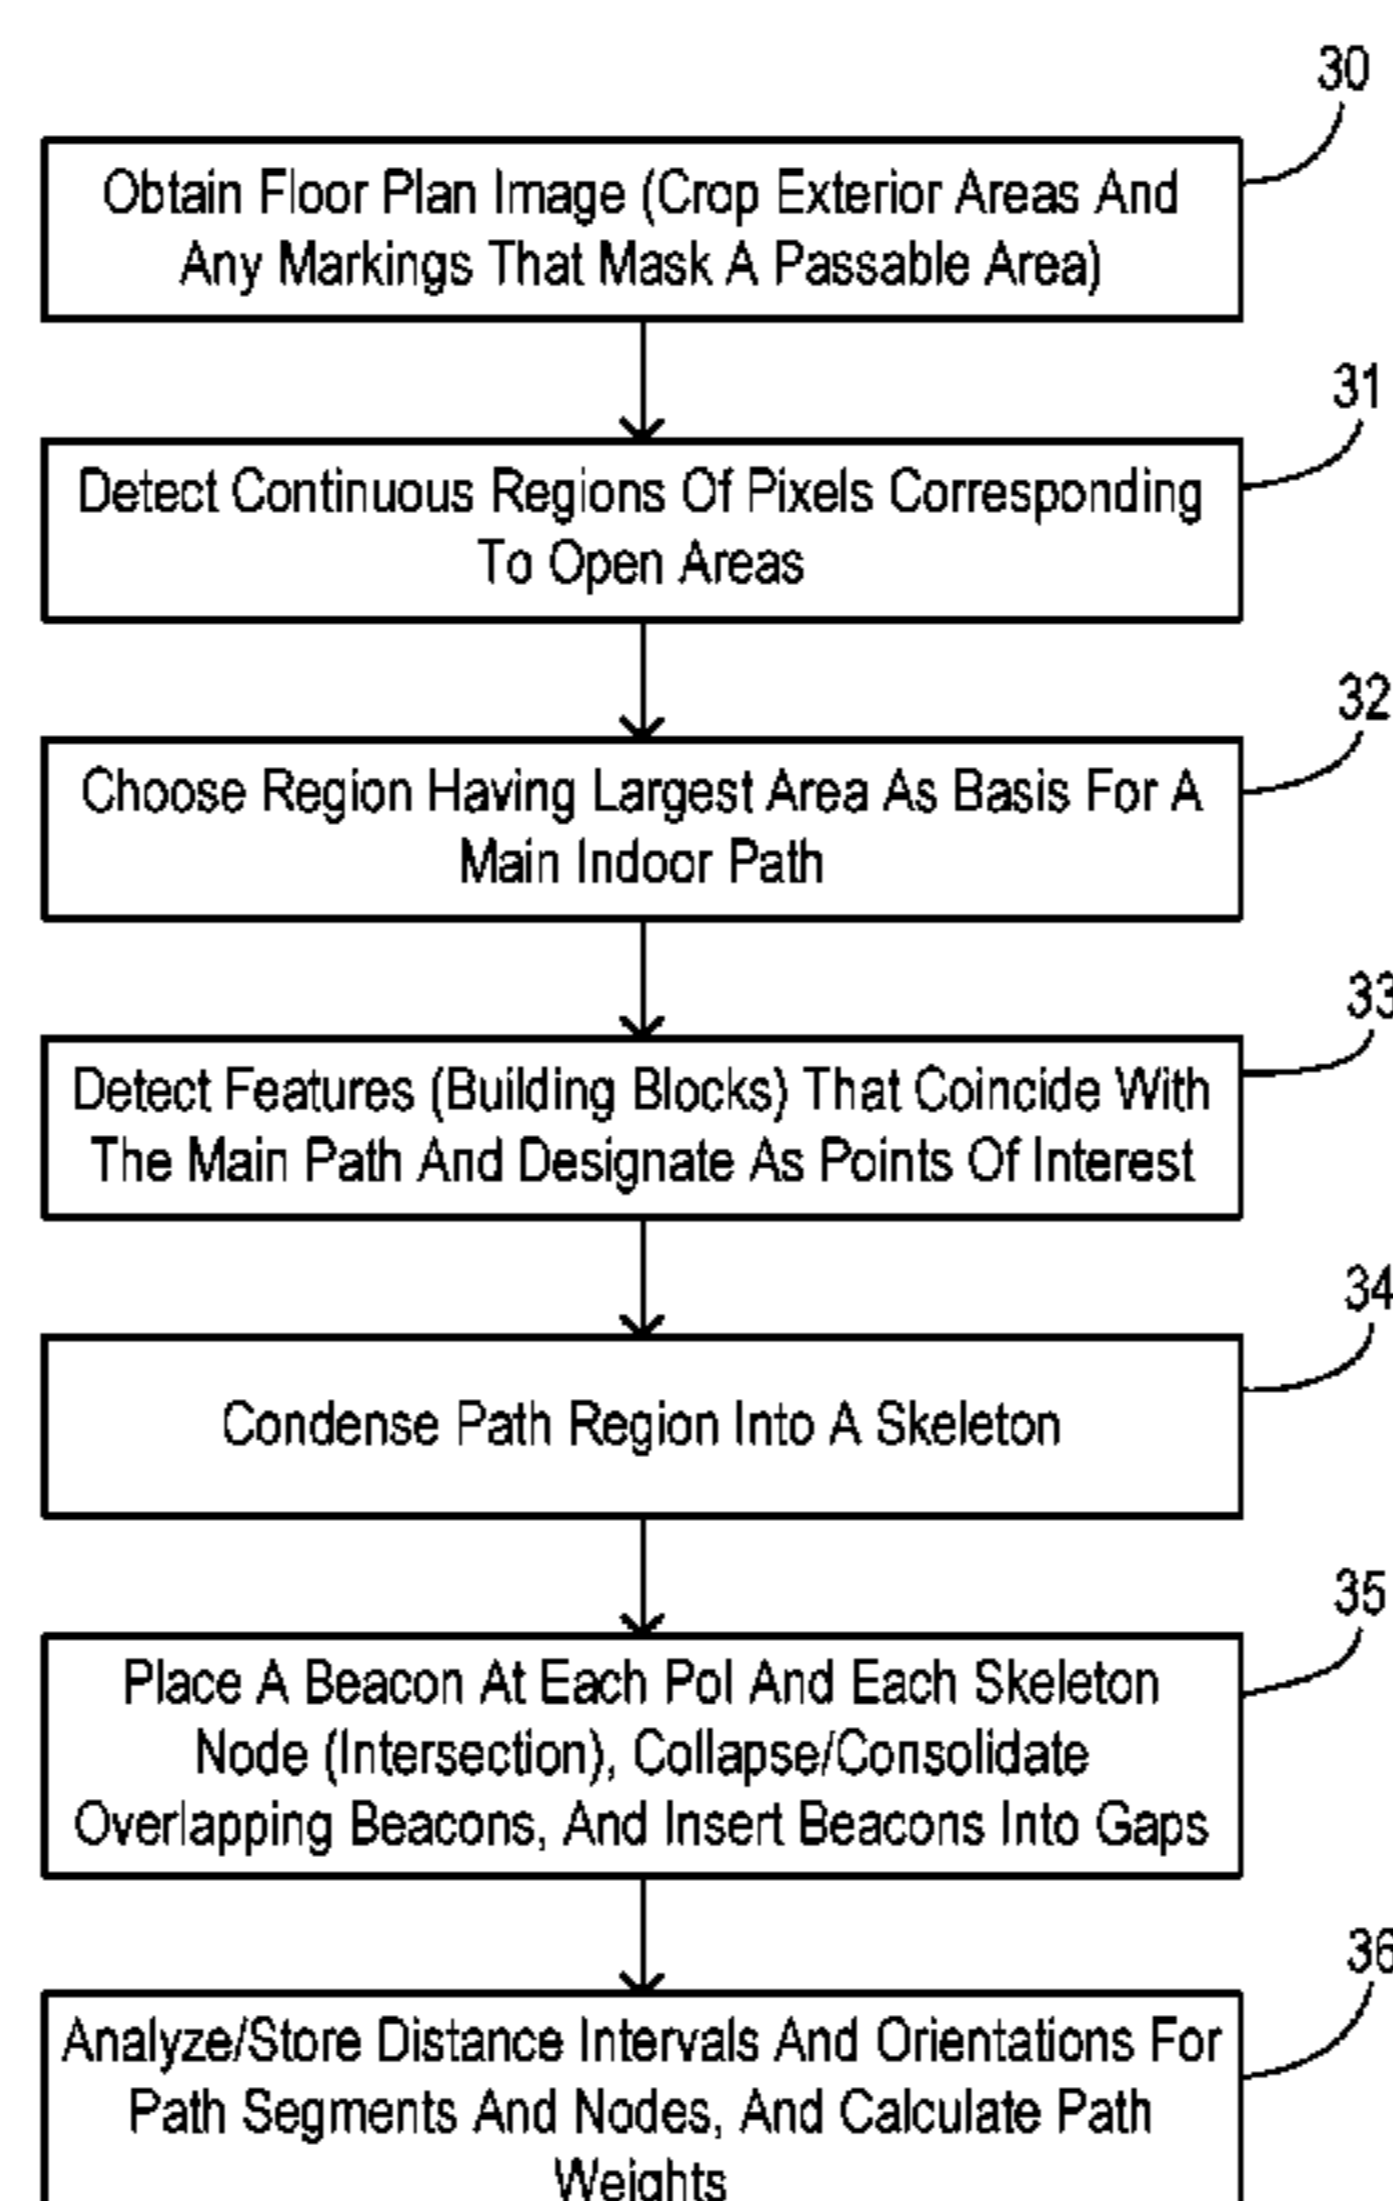 30
Obtain Floor Plan Image (Crop Exterior Areas And
Any Markings That Mask A Passable Area)
31
Detect Continuous Regions Of Pixels Corresponding
To Open Areas
32
Choose Region Having Largest Area As Basis For A
Main Indoor Path
33
Detect Features (Building Blocks) That Coincide With
The Main Path And Designate As Points Of Interest
34
Condense Path Region Into A Skeleton
35
Place A Beacon At Each PoI And Each Skeleton
Node (Intersection), Collapse/Consolidate
Overlapping Beacons, And Insert Beacons Into Gaps
36
Analyze/Store Distance Intervals And Orientations For
Path Segments And Nodes, And Calculate Path
Weights